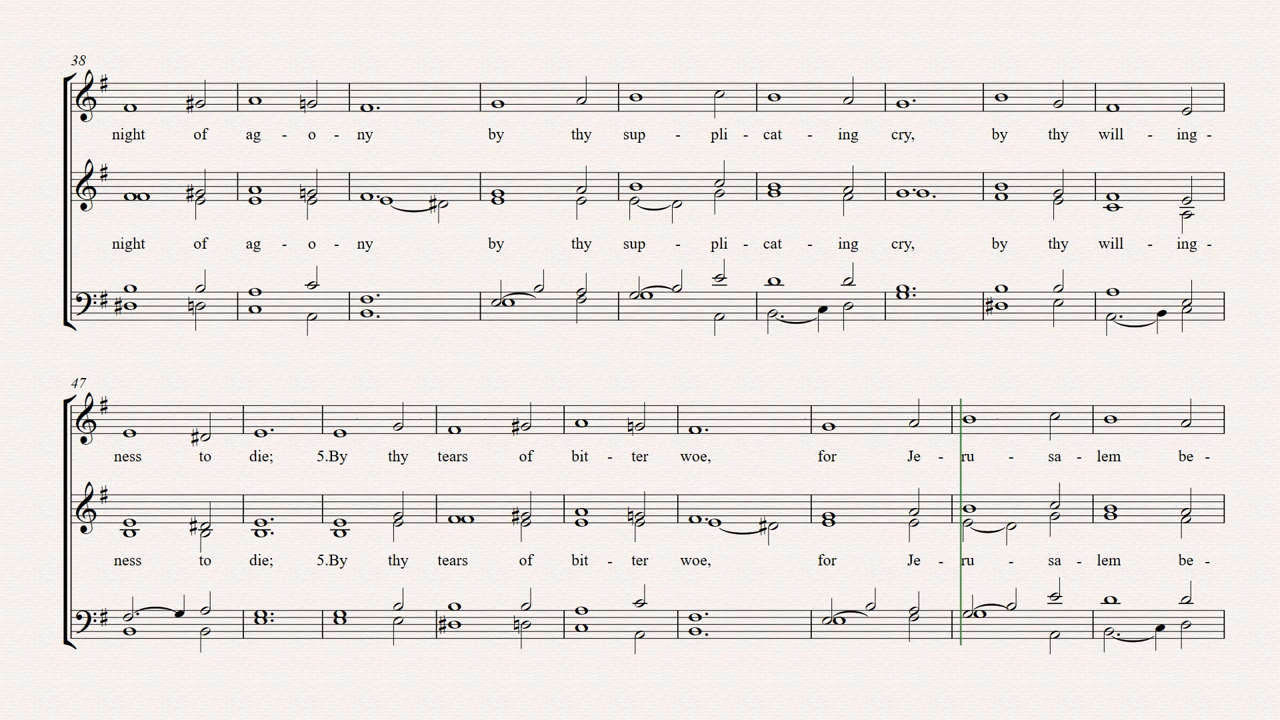 38
night of ag - o - ny by thy sup - pli - cat - ing cry, by thy will - ing -
night of ag - o - ny by thy sup - pli - cat - ing cry, by thy will - ing -
47
ness to die; 5.By thy tears of bit - ter woe, for Je - ru - sa - lem be -
ness to die; 5.By thy tears of bit - ter woe, for Je - ru - sa - lem be -